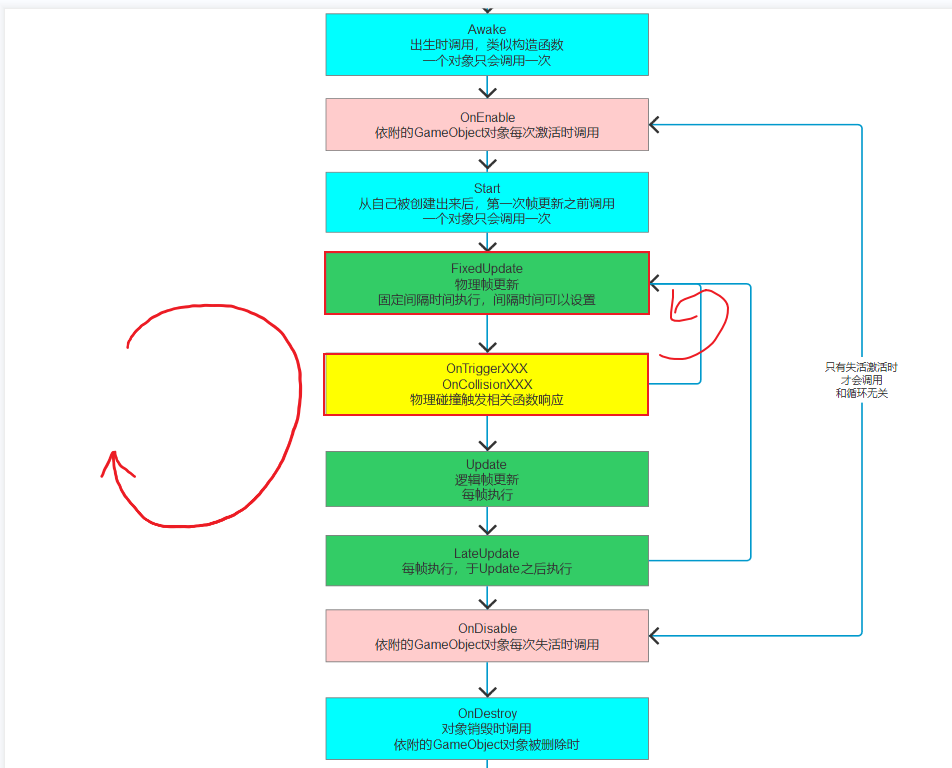 Awake
出生时调用，类似构造函数
一个对象只会调用一次
OnEnable
依附的GameObject对象每次激活时调用
Start
从自己被创建出来后，第一次帧更新之前调用
一个对象只会调用一次
FixedUpdate
物理帧更新
固定间隔时间执行，间隔时间可以设置
OnTriggerXXX
OnCollisionXXX
物理碰撞触发相关函数响应
只有失活激活时
才会调用
和循环无关
Update
逻辑帧更新
每帧执行
LateUpdate
每帧执行，于Update之后执行
OnDisable
依附的GameObject对象每次失活时调用
OnDestroy
对象销毁时调用
依附的GameObject对象被删除时